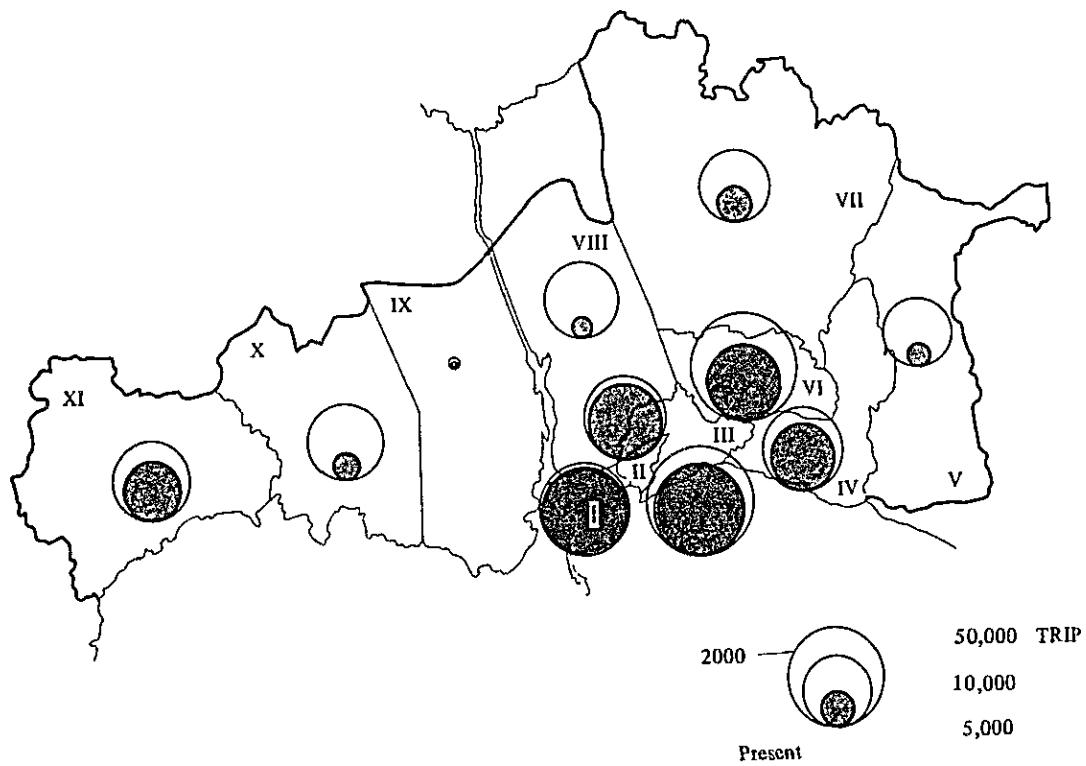 VII
VIII
IX
X
XI
VI
III
II
IV
V
I
50,000 TRIP
2000
10,000
5,000
Present